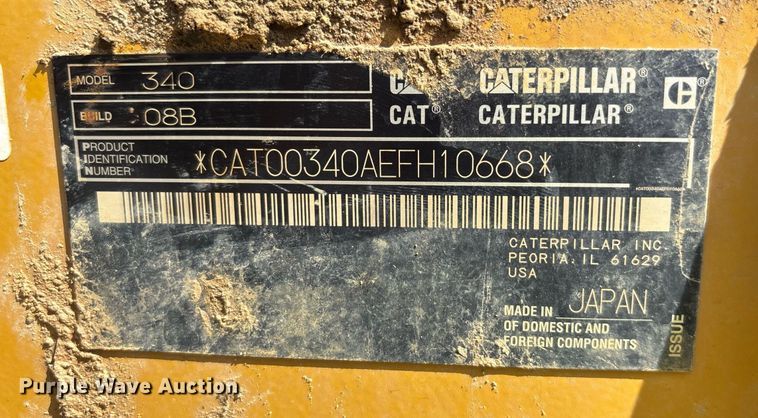 MODEL 340
BUILD 08B
CAT®
CATERPILLAR®
CATERPILLAR®
C®
PRODUCT
IDENTIFICATION
NUMBER
*CAT00340AEFH10668*
CATERPILLAR INC.
PEORIA, IL 61629
USA
MADE IN JAPAN
OF DOMESTIC AND
FOREIGN COMPONENTS
ISSUE
Purple Wave Auction